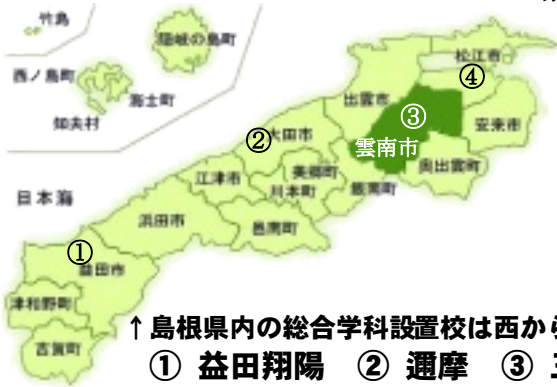 竹島
隠岐の島町
西ノ島町
海士町
知夫村
松江市
④
出雲市
③
安来市
②
大田市
雲南市
美郷町
奥出雲町
江津市
川本町
飯南町
日本海
浜田市
邑南町
①
益田市
津和野町
吉賀町
↑島根県内の総合学科設置校は西から
① 益田翔陽 ② 邇摩 ③